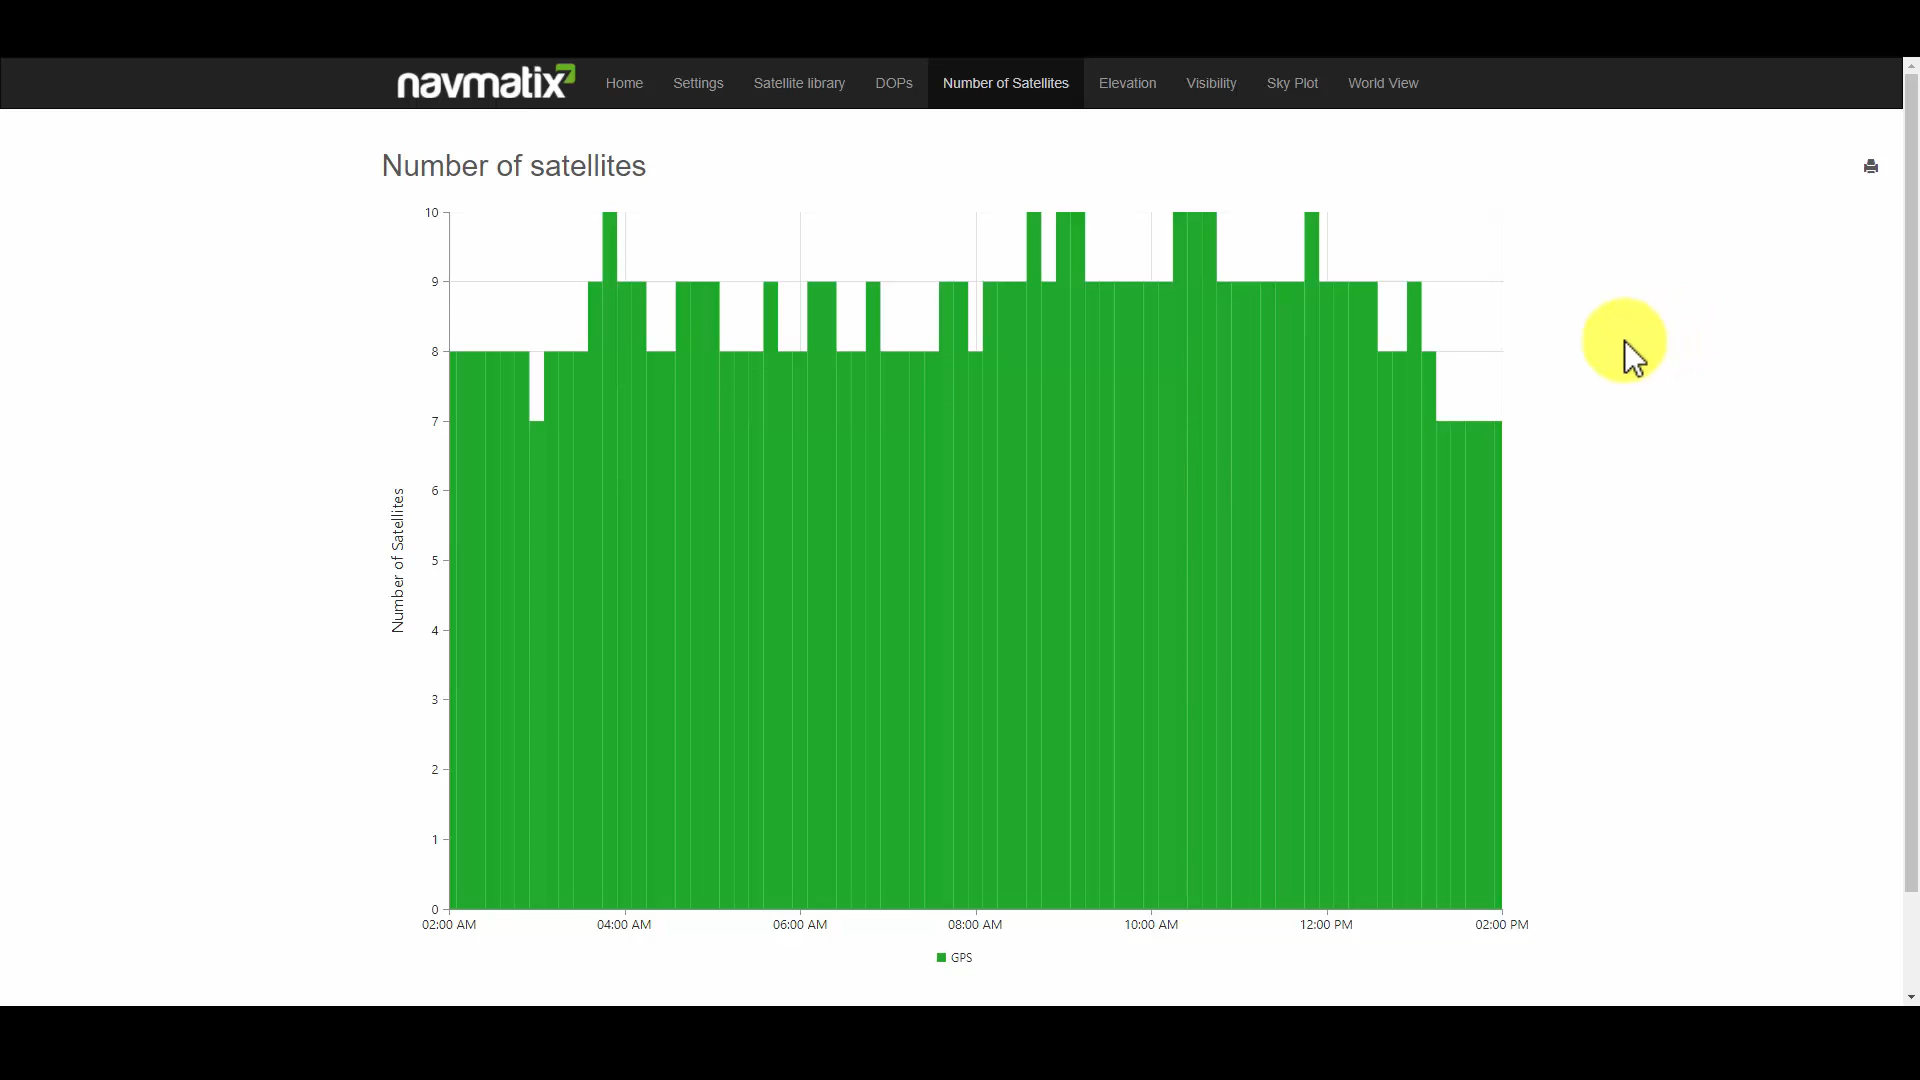 navmatix Home Settings Satellite library DOPs Number of Satellites Elevation Visibility Sky Plot World View
Number of satellites
10
9
8
7
6
5
4
3
2
1
0
Number of Satellites
02:00 AM 04:00 AM 06:00 AM 08:00 AM 10:00 AM 12:00 PM 02:00 PM
GPS